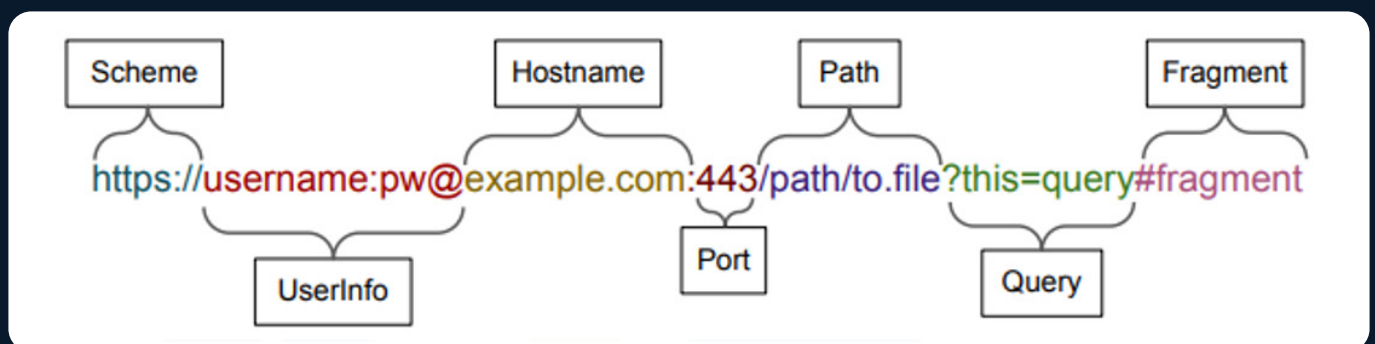 Scheme
Hostname
Path
Fragment
https://username:pw@example.com:443/path/to.file?this=query#fragment
UserInfo
Port
Query